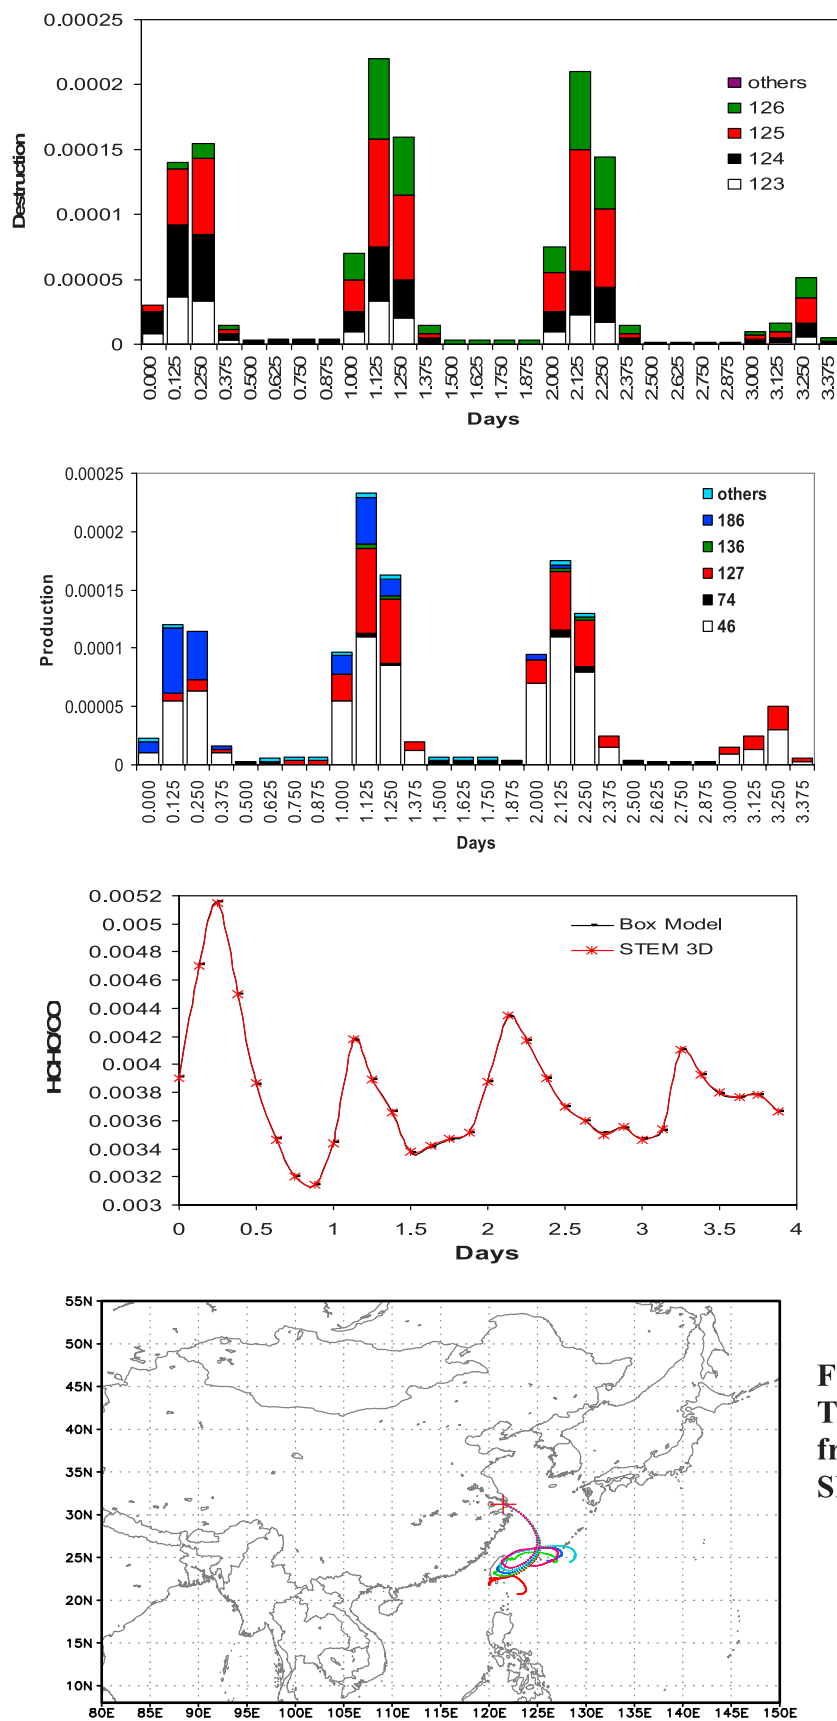 0.00025
0.0002
0.00015
0.0001
0.00005
0
Destruction
others
126
125
124
123
0.000 0.125 0.250 0.375 0.500 0.625 0.750 0.875 1.000 1.125 1.250 1.375 1.500 1.625 1.750 1.875 2.000 2.125 2.250 2.375 2.500 2.625 2.750 2.875 3.000 3.125 3.250 3.375
Days
0.00025
0.0002
0.00015
0.0001
0.00005
0
Production
others
186
136
127
74
46
0.000 0.125 0.250 0.375 0.500 0.625 0.750 0.875 1.000 1.125 1.250 1.375 1.500 1.625 1.750 1.875 2.000 2.125 2.250 2.375 2.500 2.625 2.750 2.875 3.000 3.125 3.250 3.375
Days
0.0052
0.005
0.0048
0.0046
0.0044
0.0042
0.004
0.0038
0.0036
0.0034
0.0032
0.003
HCHO/CO
Box Model
STEM 3D
0 0.5 1 1.5 2 2.5 3 3.5 4
Days
55N
50N
45N
40N
35N
30N
25N
20N
15N
10N
80E 85E 90E 95E 100E 105E 110E 115E 120E 125E 130E 135E 140E 145E 150E
F
T
fr